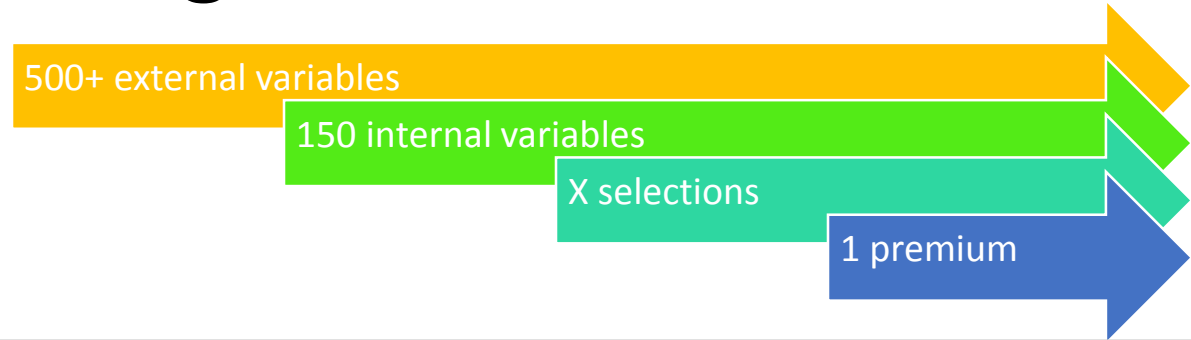 500+ external variables
150 internal variables
X selections
1 premium